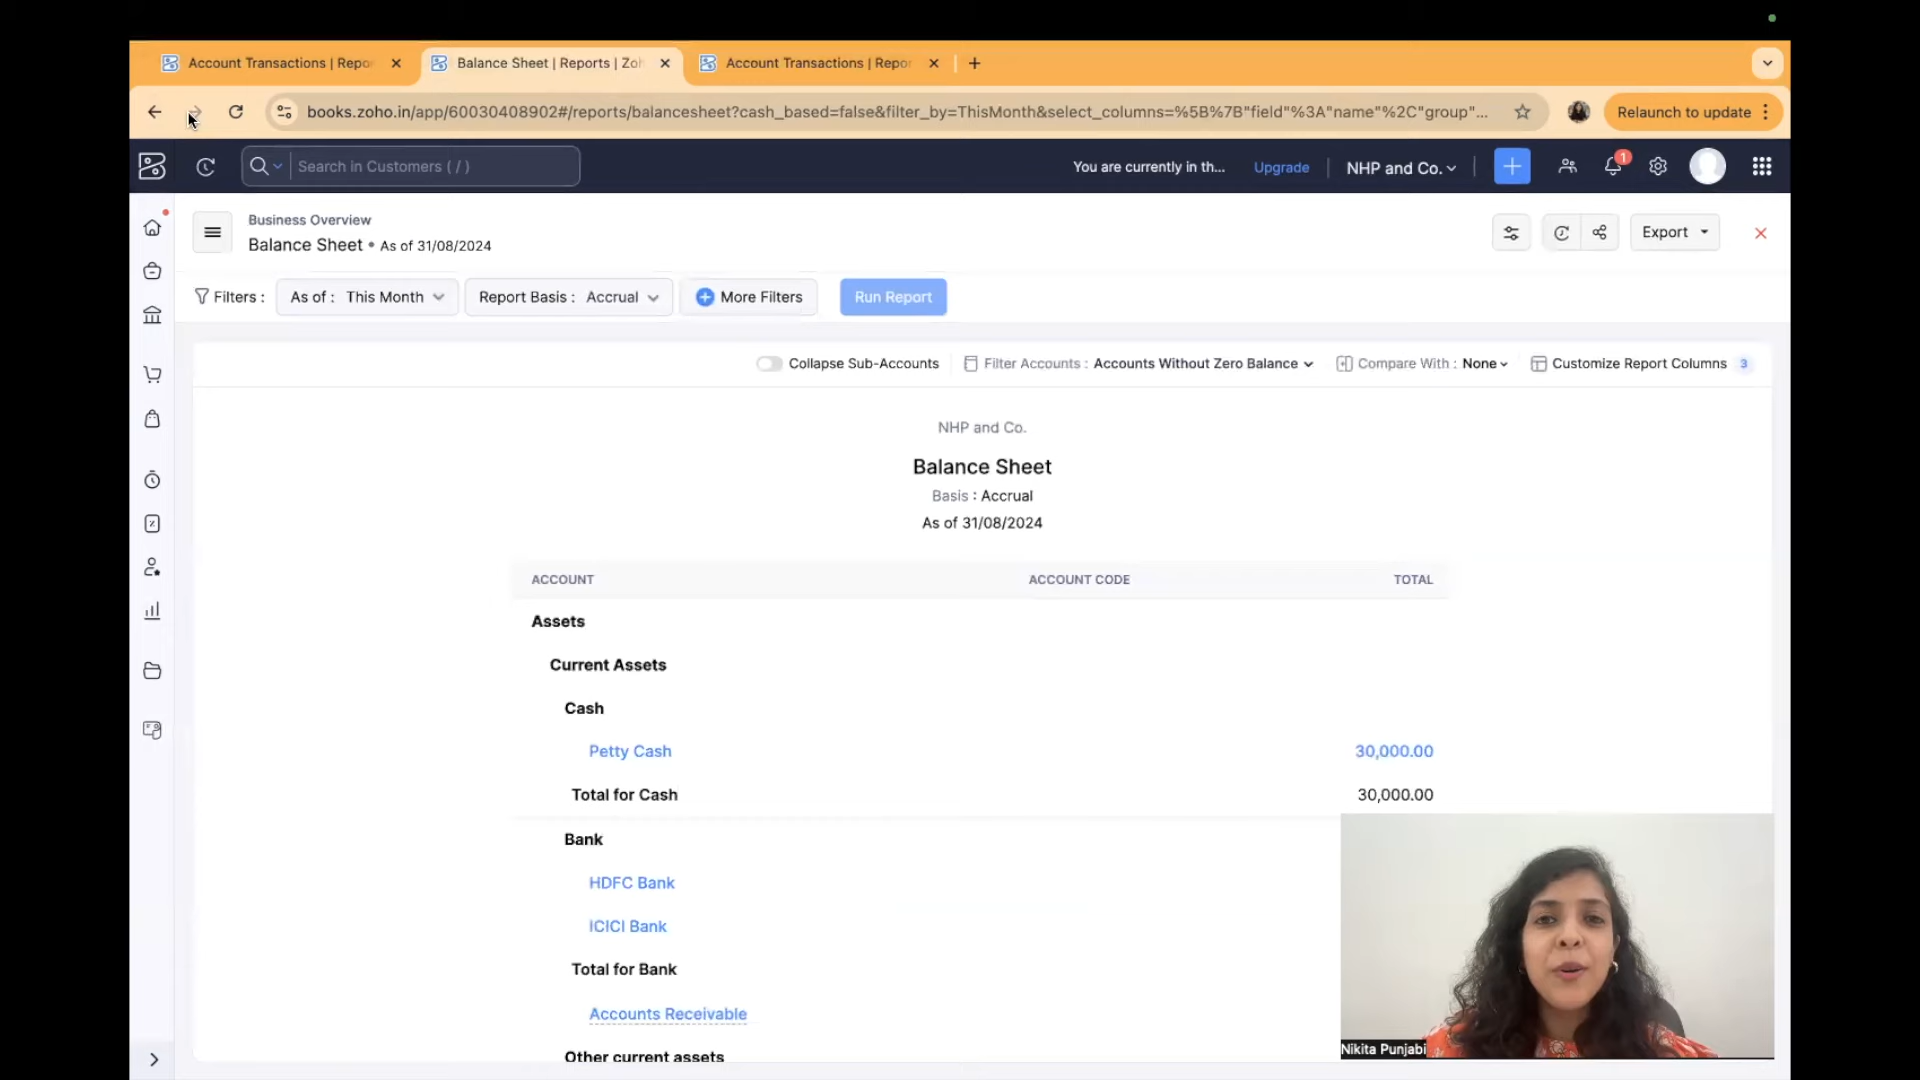 Account Transactions | Repor
Balance Sheet | Reports | Zoh
Account Transactions | Repor
books.zoho.in/app/60030408902#/reports/balancesheet?cash_based=false&filter_by=ThisMonth&select_columns=%5B%7B"field"%3A"name"%2C"group"...
Relaunch to update
Search in Customers ( / )
You are currently in th...
Upgrade
NHP and Co.
1
Business Overview
Balance Sheet • As of 31/08/2024
Export
Filters :
As of : This Month
Report Basis : Accrual
More Filters
Run Report
Collapse Sub-Accounts
Filter Accounts : Accounts Without Zero Balance
Compare With : None
Customize Report Columns 3
NHP and Co.
Balance Sheet
Basis : Accrual
As of 31/08/2024
ACCOUNT ACCOUNT CODE TOTAL
Assets
Current Assets
Cash
Petty Cash 30,000.00
Total for Cash 30,000.00
Bank
HDFC Bank
ICICI Bank
Total for Bank
Accounts Receivable
Other current assets
Nikita Punjabi